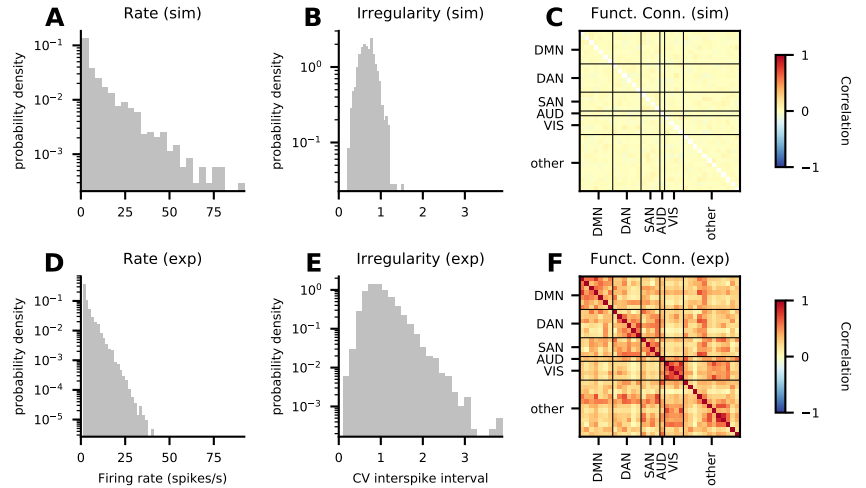 A Rate (sim)
B Irregularity (sim)
C Funct. Conn. (sim)
probability density
10⁻¹
10⁻²
10⁻³
0 25 50 75
probability density
10⁰
10⁻¹
0 1 2 3
DMN
DAN
SAN
AUD
VIS
other
DMN DAN SAN AUD VIS other
1
0
−1
Correlation
D Rate (exp)
E Irregularity (exp)
F Funct. Conn. (exp)
probability density
10⁻¹
10⁻²
10⁻³
10⁻⁴
10⁻⁵
0 25 50 75
Firing rate (spikes/s)
probability density
10⁰
10⁻¹
10⁻²
10⁻³
0 1 2 3
CV interspike interval
DMN
DAN
SAN
AUD
VIS
other
DMN DAN SAN AUD VIS other
1
0
−1
Correlation